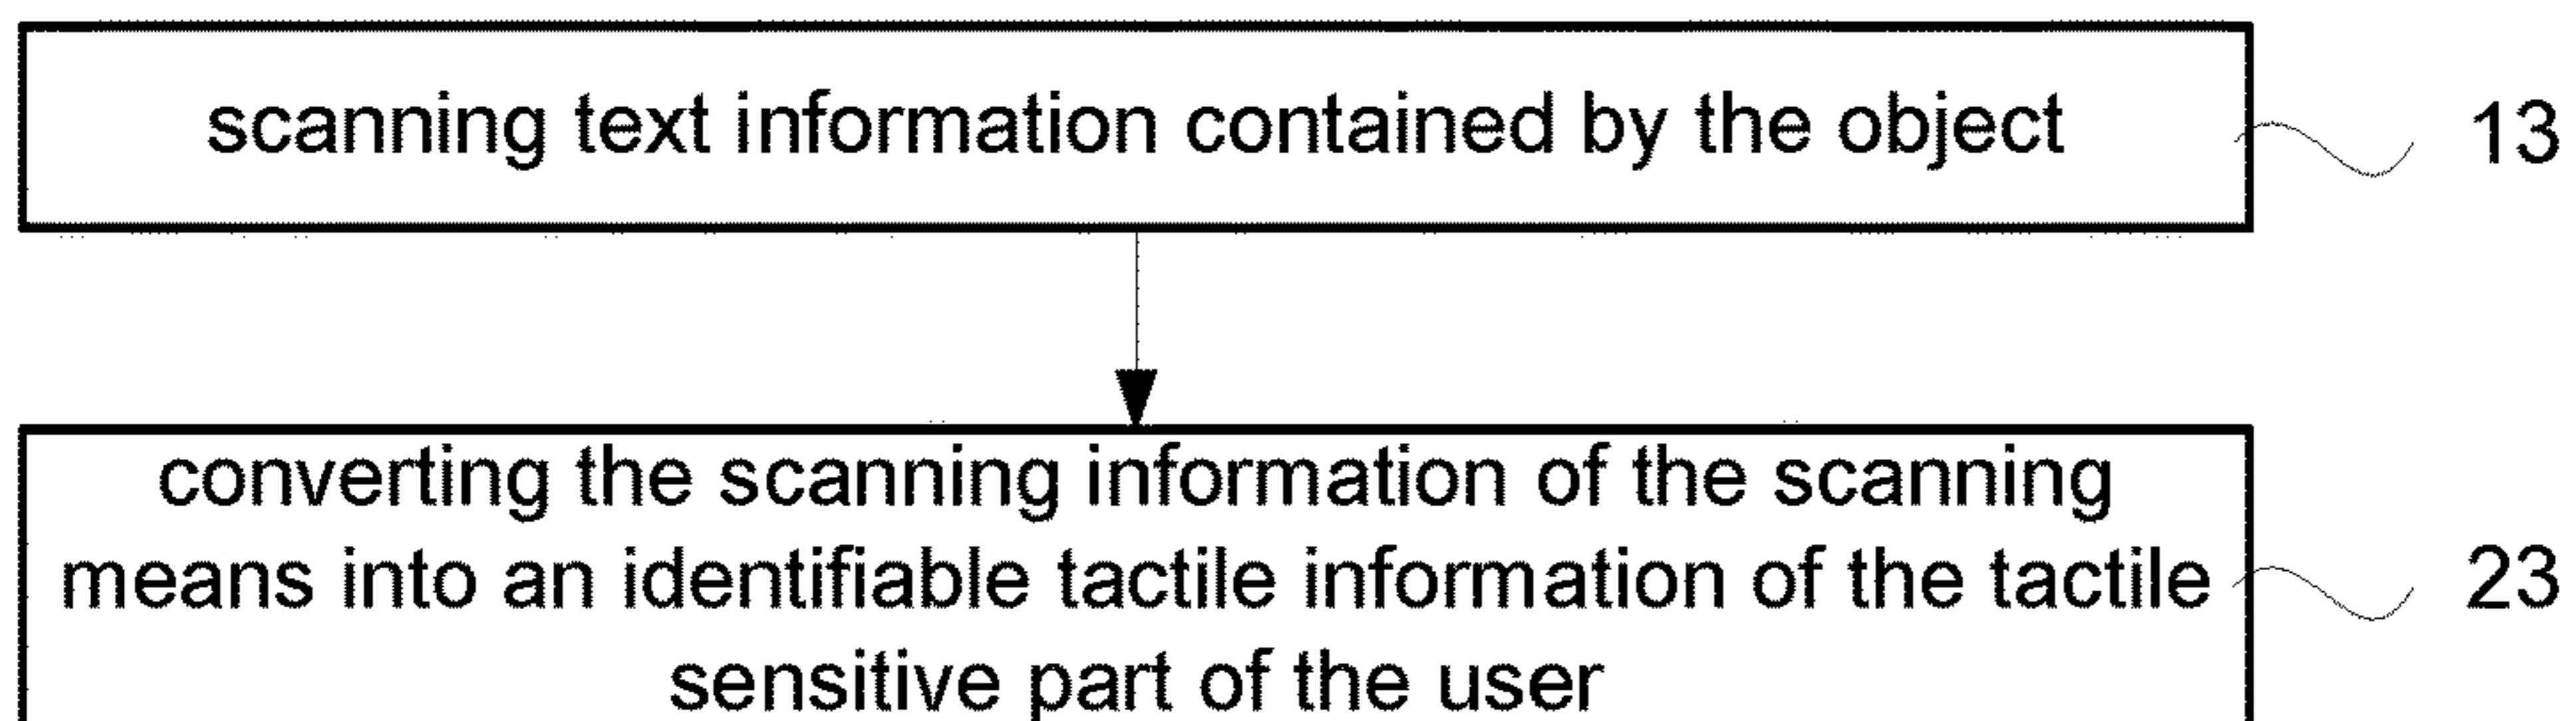 scanning text information contained by the object
13
converting the scanning information of the scanning
means into an identifiable tactile information of the tactile
23
sensitive part of the user